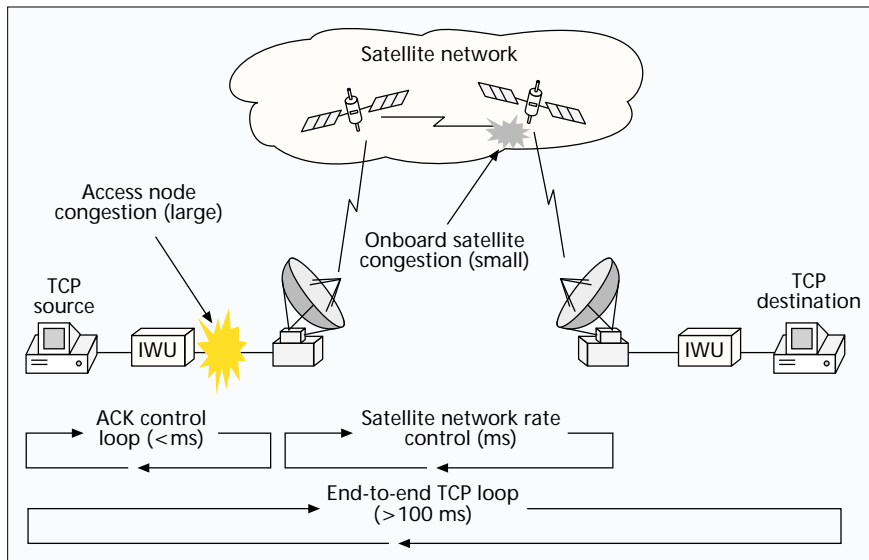 Satellite network
Access node
congestion (large)
Onboard satellite
congestion (small)
TCP
source
TCP
destination
IWU
IWU
ACK control
loop (<ms)
Satellite network rate
control (ms)
End-to-end TCP loop
(>100 ms)